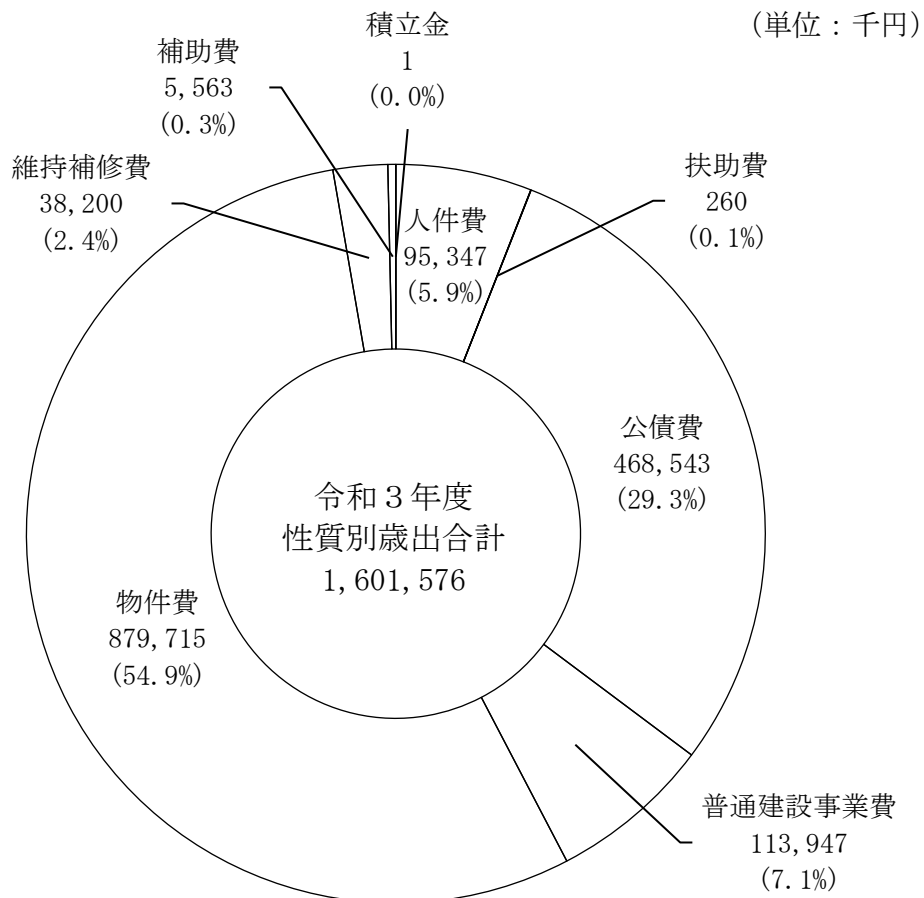 (単位：千円)
積立金
1
(0.0%)
補助費
5,563
(0.3%)
維持補修費
38,200
(2.4%)
扶助費
260
(0.1%)
人件費
95,347
(5.9%)
公債費
468,543
(29.3%)
令和３年度
性質別歳出合計
1,601,576
物件費
879,715
(54.9%)
普通建設事業費
113,947
(7.1%)